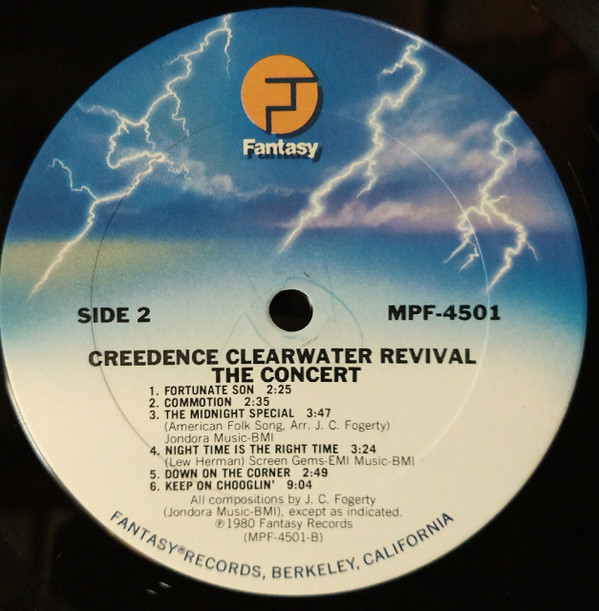 Fantasy
SIDE 2
MPF-4501
CREEDENCE CLEARWATER REVIVAL
THE CONCERT
1. FORTUNATE SON 2:25
2. COMMOTION 2:35
3. THE MIDNIGHT SPECIAL 3:47
(American Folk Song, Arr. J. C. Fogerty)
Jondora Music-BMI
4. NIGHT TIME IS THE RIGHT TIME 3:24
(Lew Herman) Screen Gems-EMI Music-BMI
5. DOWN ON THE CORNER 2:49
6. KEEP ON CHOOGLIN' 9:04
All compositions by J. C. Fogerty
(Jondora Music-BMI), except as indicated.
℗1980 Fantasy Records
(MPF-4501-B)
FANTASY® RECORDS, BERKELEY, CALIFORNIA